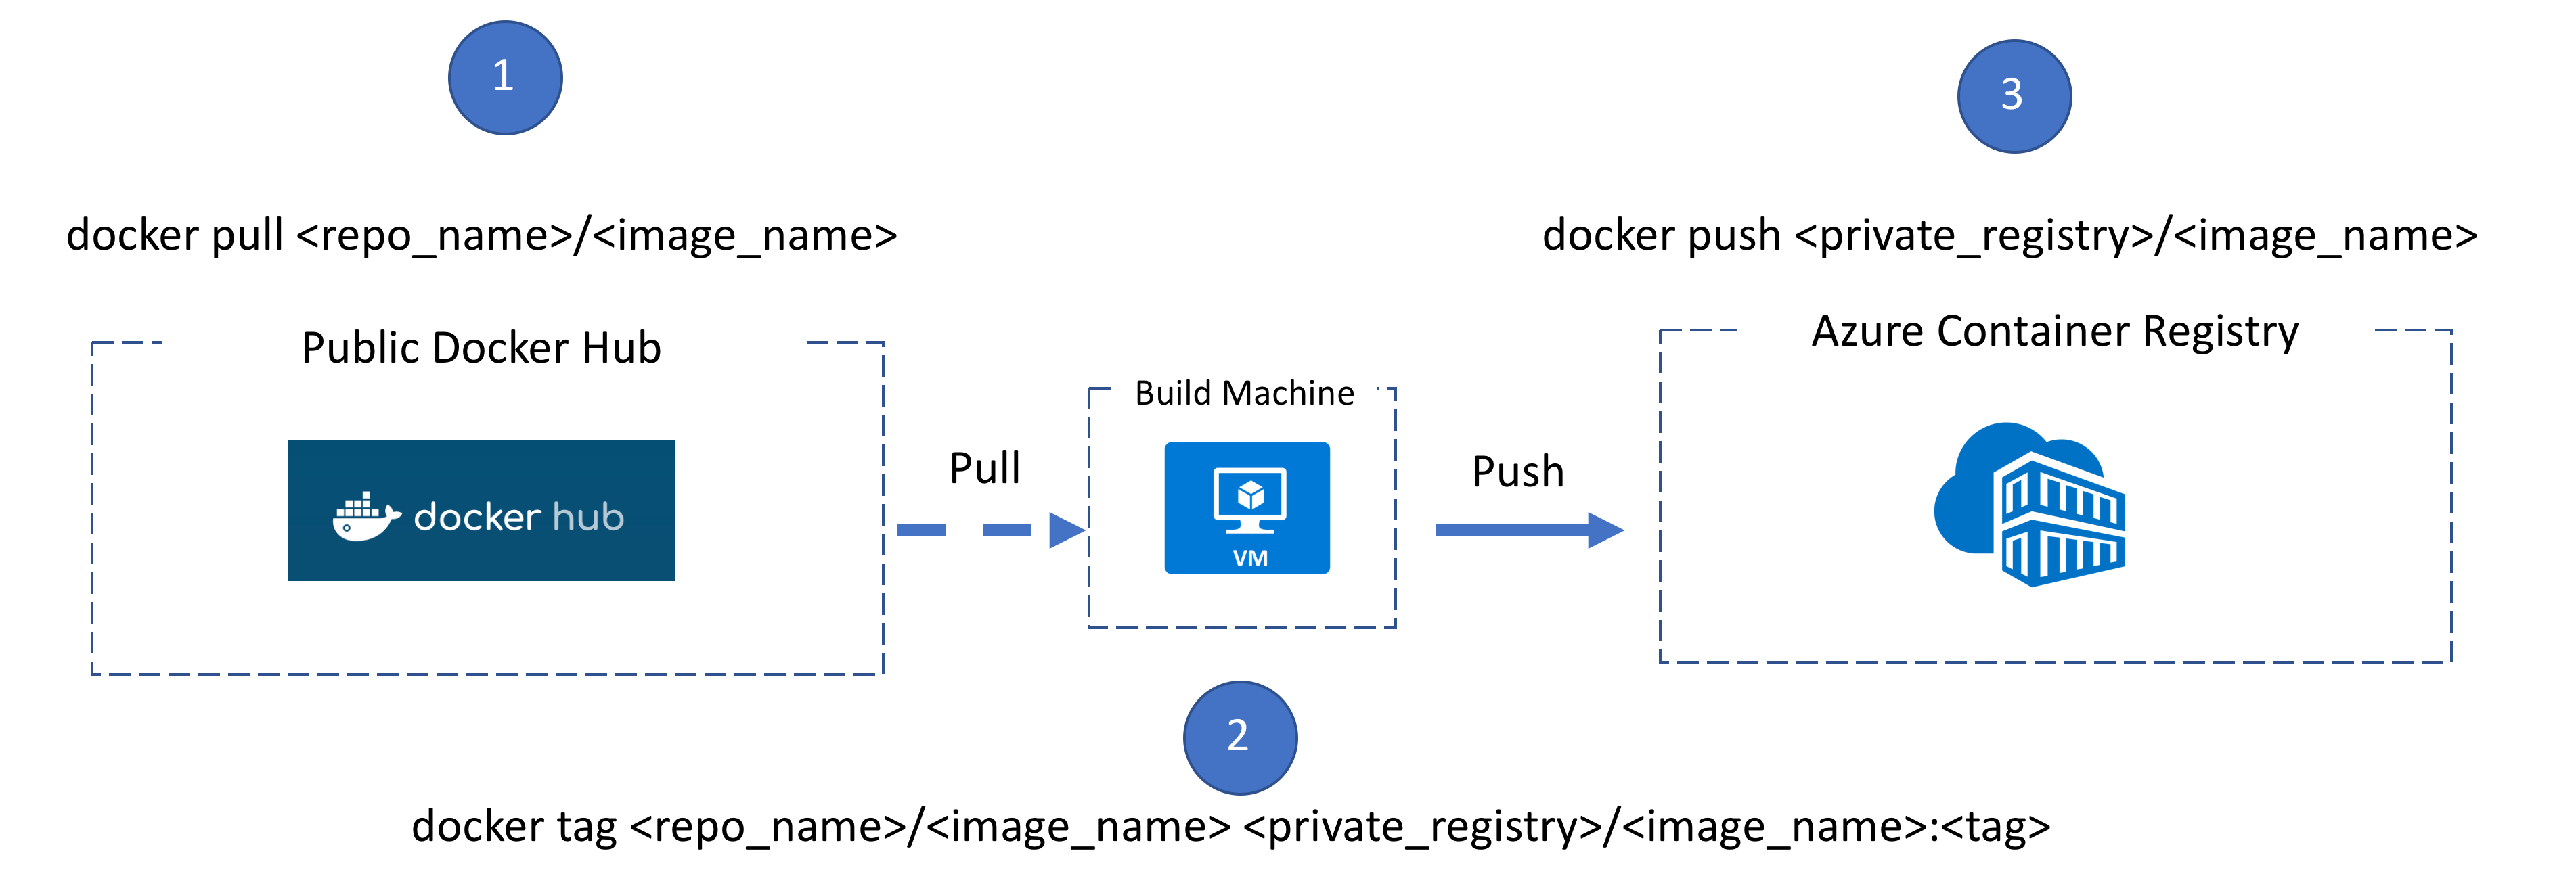 1
3
docker pull <repo_name>/<image_name>
docker push <private_registry>/<image_name>
Public Docker Hub
Azure Container Registry
Build Machine
Pull
Push
docker hub
VM
2
docker tag <repo_name>/<image_name> <private_registry>/<image_name>:<tag>